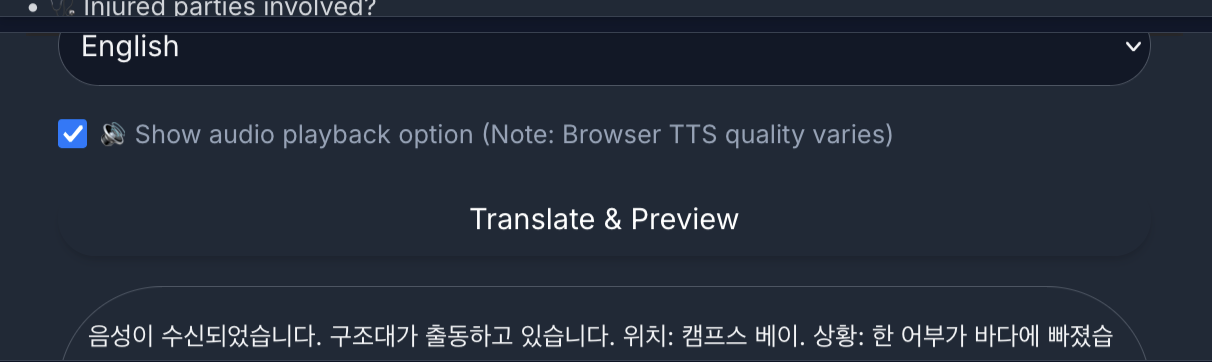 Injured parties involved?
English
Show audio playback option (Note: Browser TTS quality varies)
Translate & Preview
음성이 수신되었습니다. 구조대가 출동하고 있습니다. 위치: 캠프스 베이. 상황: 한 어부가 바다에 빠졌습